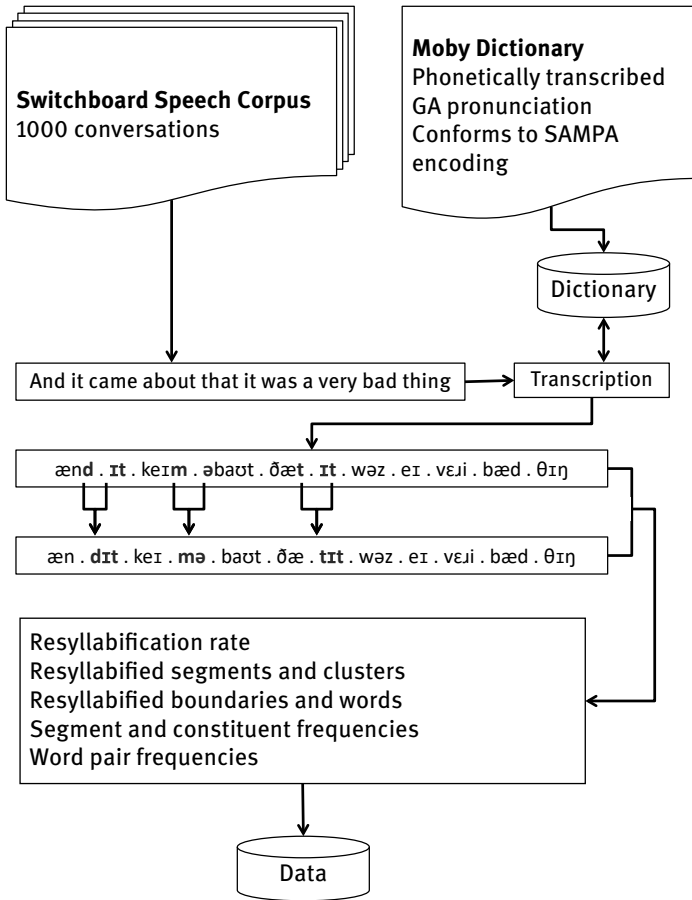 Switchboard Speech Corpus
1000 conversations
Moby Dictionary
Phonetically transcribed
GA pronunciation
Conforms to SAMPA
encoding
Dictionary
And it came about that it was a very bad thing
Transcription
ænd . ɪt . keɪm . əbaʊt . ðæt . ɪt . wəz . eɪ . vɛɹi . bæd . θɪŋ
æn . dɪt . keɪ . mə . baʊt . ðæ . tɪt . wəz . eɪ . vɛɹi . bæd . θɪŋ
Resyllabification rate
Resyllabified segments and clusters
Resyllabified boundaries and words
Segment and constituent frequencies
Word pair frequencies
Data